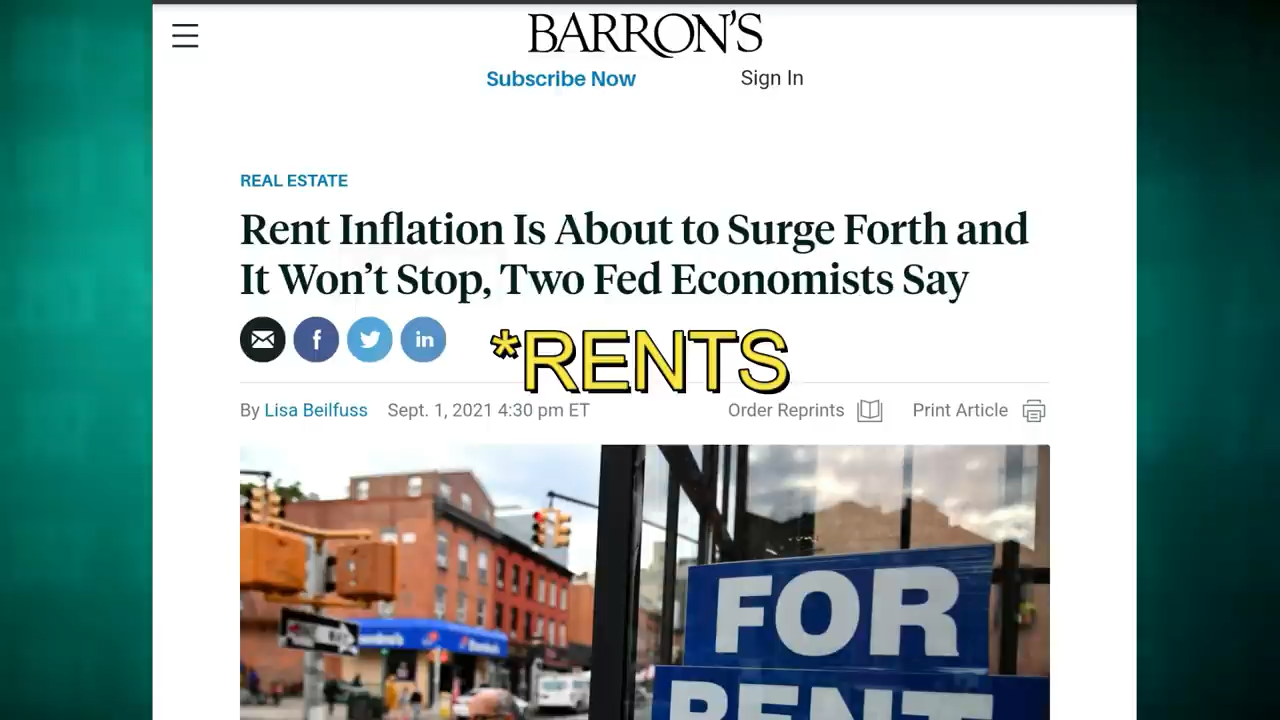 BARRON'S
Subscribe Now Sign In
REAL ESTATE
Rent Inflation Is About to Surge Forth and
It Won't Stop, Two Fed Economists Say
*RENTS
By Lisa Beilfuss Sept. 1, 2021 4:30 pm ET Order Reprints Print Article
FOR
RENT